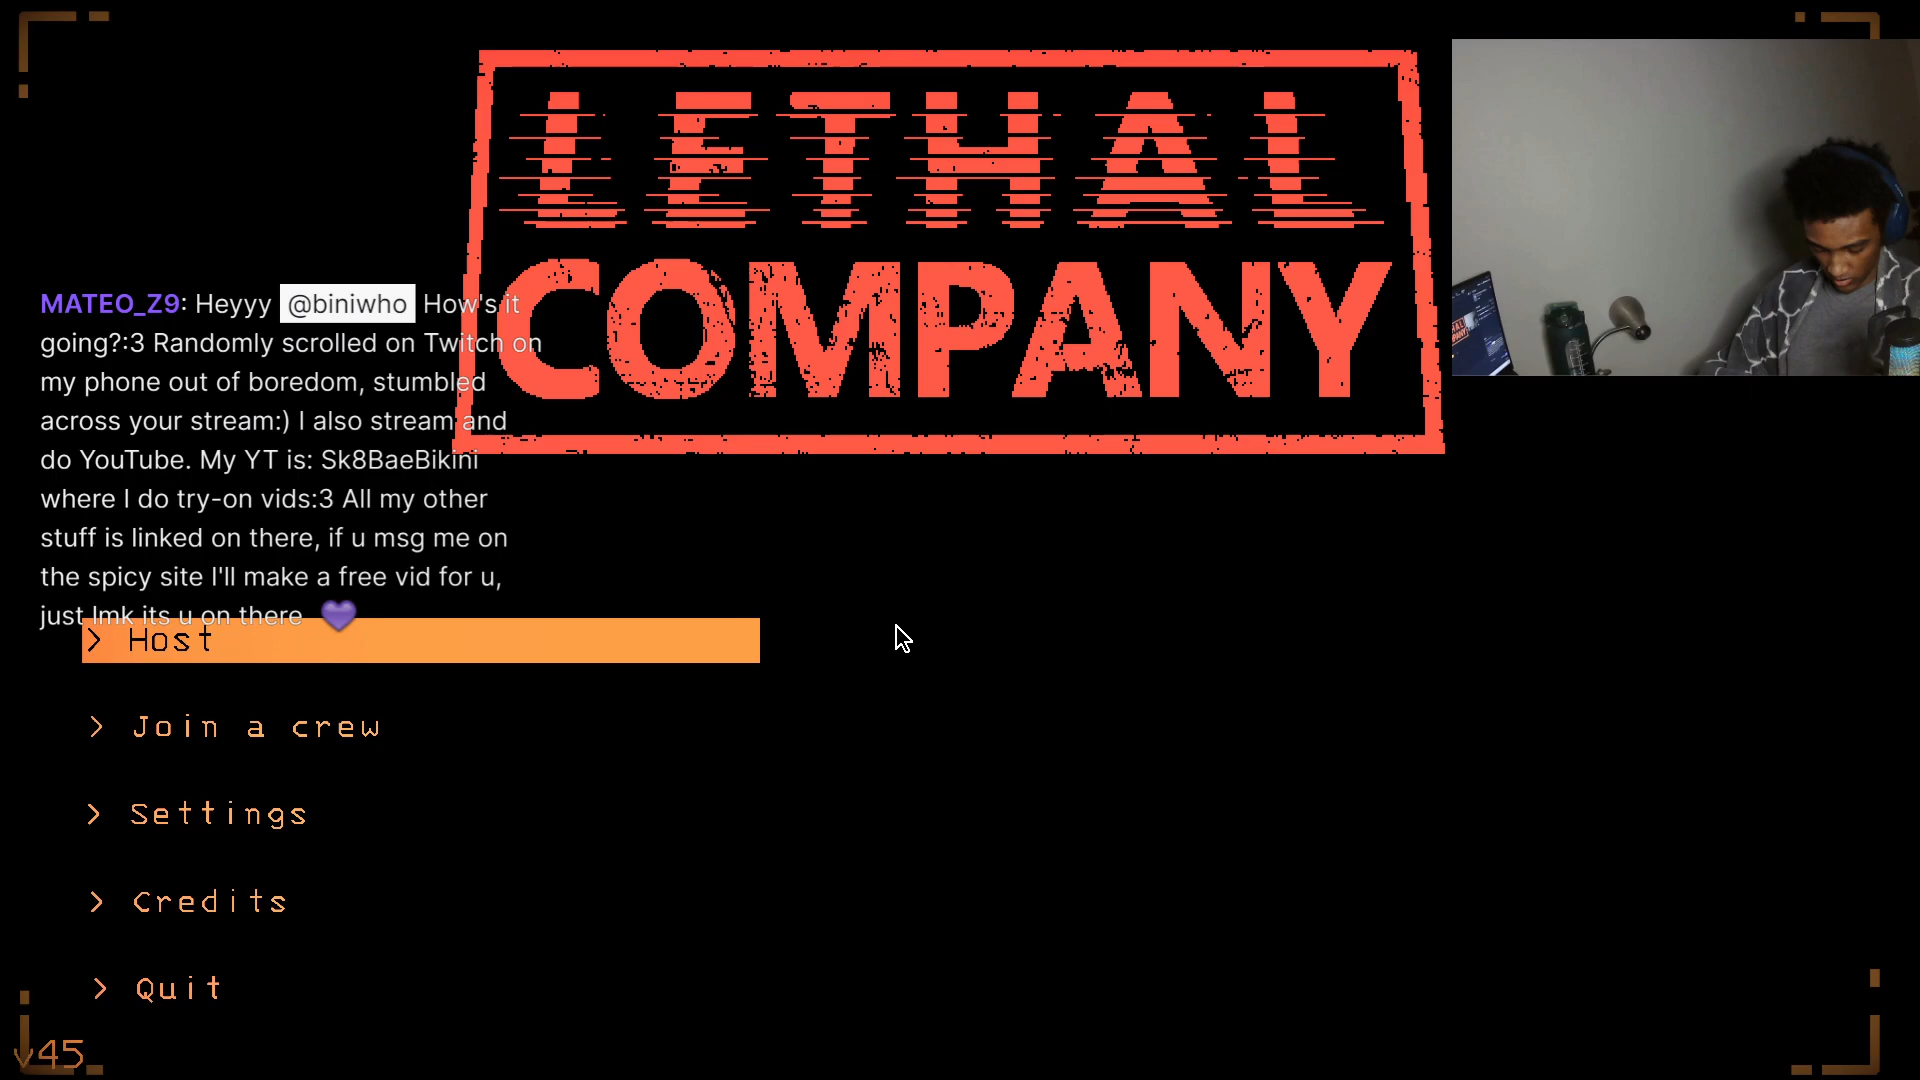 LETHAL
COMPANY
MATEO_Z9: Heyyy @biniwho How's it
going?:3 Randomly scrolled on Twitch on
my phone out of boredom, stumbled
across your stream:) I also stream and
do YouTube. My YT is: Sk8BaeBikini
where I do try-on vids:3 All my other
stuff is linked on there, if u msg me on
the spicy site I'll make a free vid for u,
just lmk its u on there 💜
> Host
> Join a crew
> Settings
> Credits
> Quit
v45